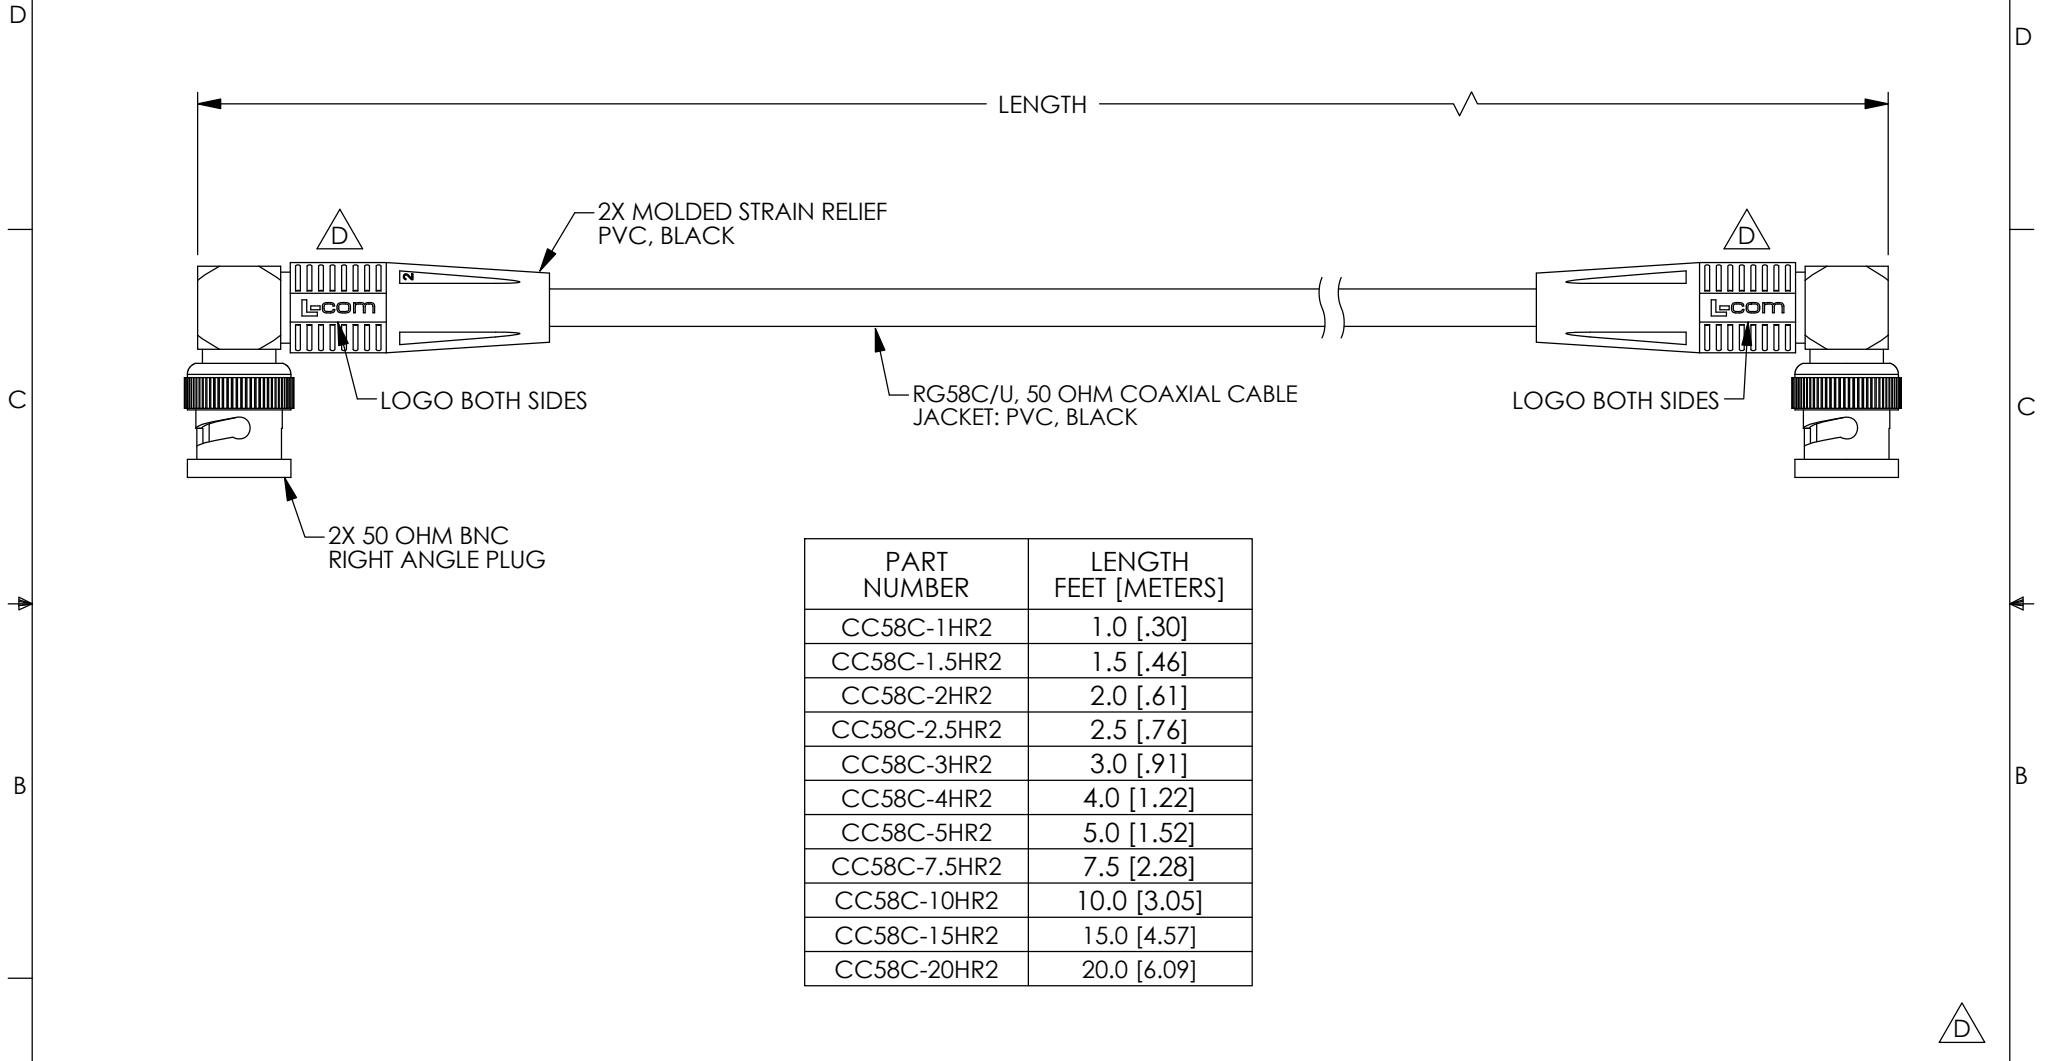 D
D
LENGTH
2X MOLDED STRAIN RELIEF
PVC, BLACK
D
D
2
L-com
L-com
LOGO BOTH SIDES
RG58C/U, 50 OHM COAXIAL CABLE
JACKET: PVC, BLACK
LOGO BOTH SIDES
C
C
2X 50 OHM BNC
RIGHT ANGLE PLUG
PART NUMBER
LENGTH FEET [METERS]
CC58C-1HR2 1.0 [.30]
CC58C-1.5HR2 1.5 [.46]
CC58C-2HR2 2.0 [.61]
CC58C-2.5HR2 2.5 [.76]
CC58C-3HR2 3.0 [.91]
CC58C-4HR2 4.0 [1.22]
CC58C-5HR2 5.0 [1.52]
CC58C-7.5HR2 7.5 [2.28]
CC58C-10HR2 10.0 [3.05]
CC58C-15HR2 15.0 [4.57]
CC58C-20HR2 20.0 [6.09]
B
B
D